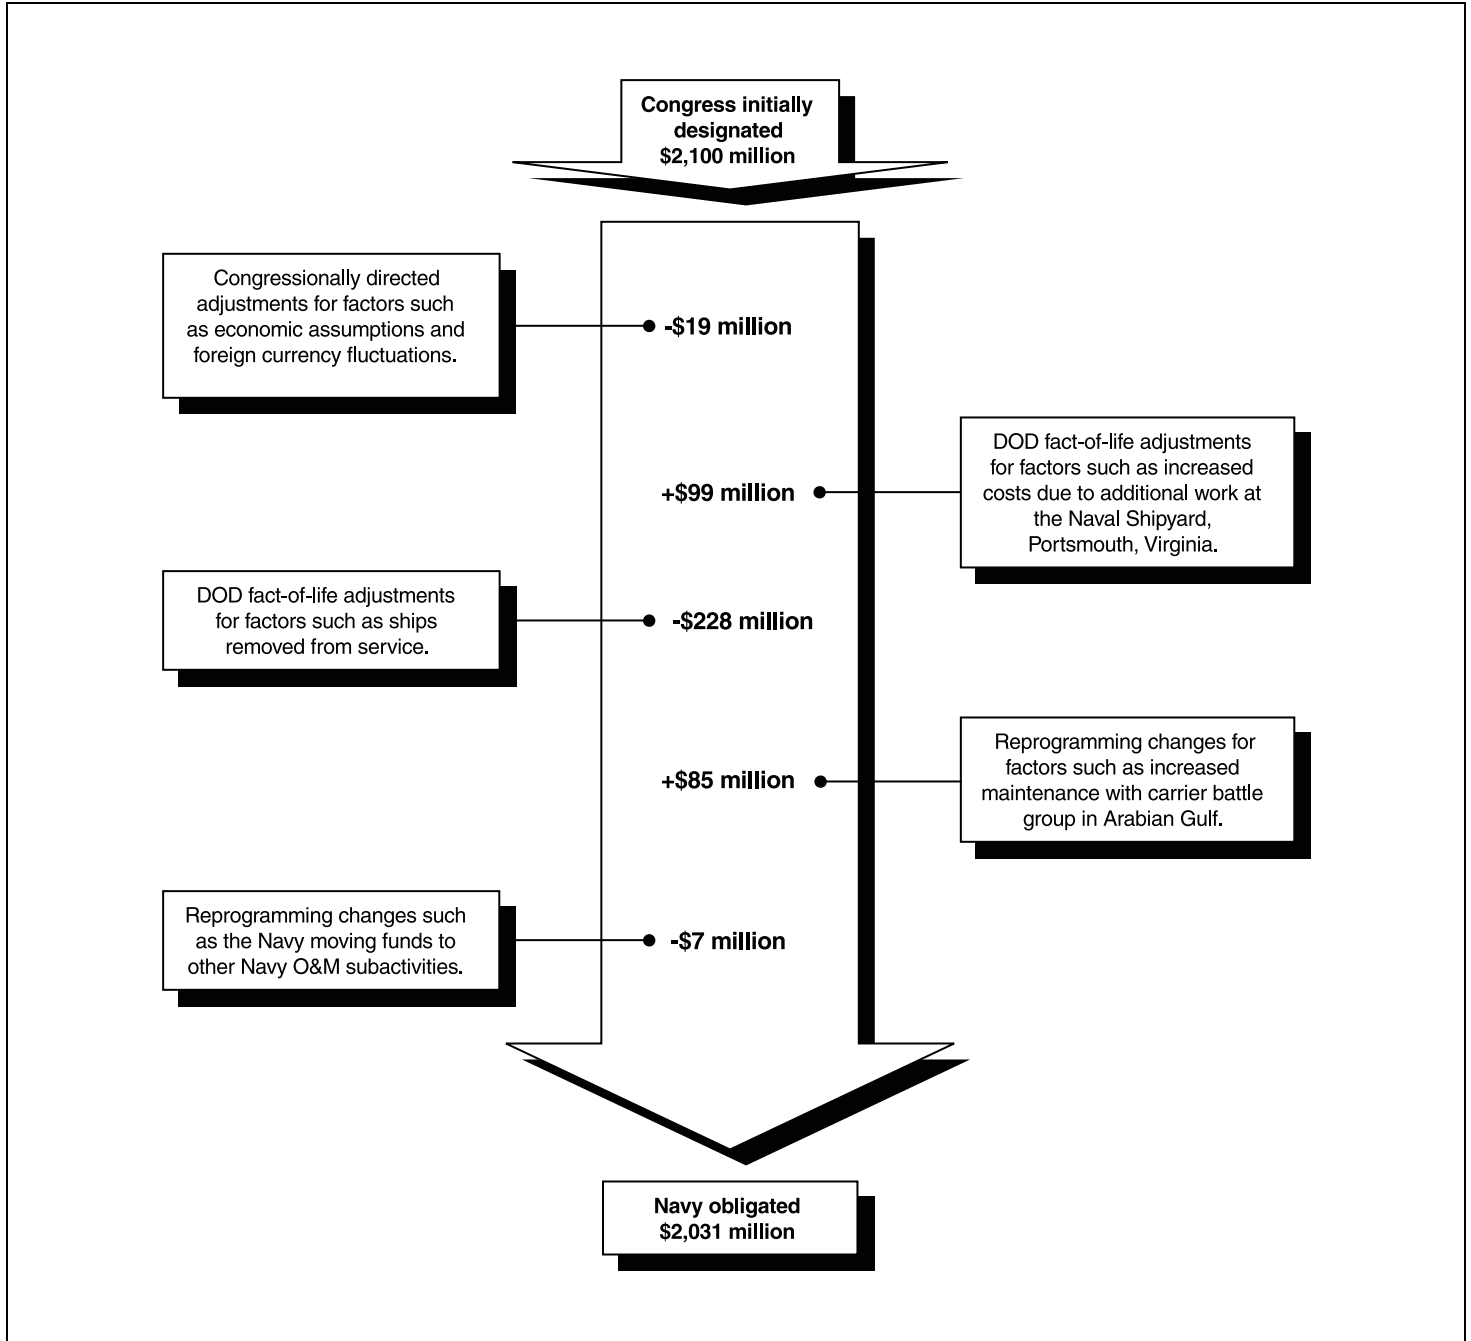 Congress initially
designated
$2,100 million
Congressionally directed
adjustments for factors such
as economic assumptions and
foreign currency fluctuations.
-$19 million
+$99 million
DOD fact-of-life adjustments
for factors such as increased
costs due to additional work at
the Naval Shipyard,
Portsmouth, Virginia.
DOD fact-of-life adjustments
for factors such as ships
removed from service.
-$228 million
+$85 million
Reprogramming changes for
factors such as increased
maintenance with carrier battle
group in Arabian Gulf.
Reprogramming changes such
as the Navy moving funds to
other Navy O&M subactivities.
-$7 million
Navy obligated
$2,031 million